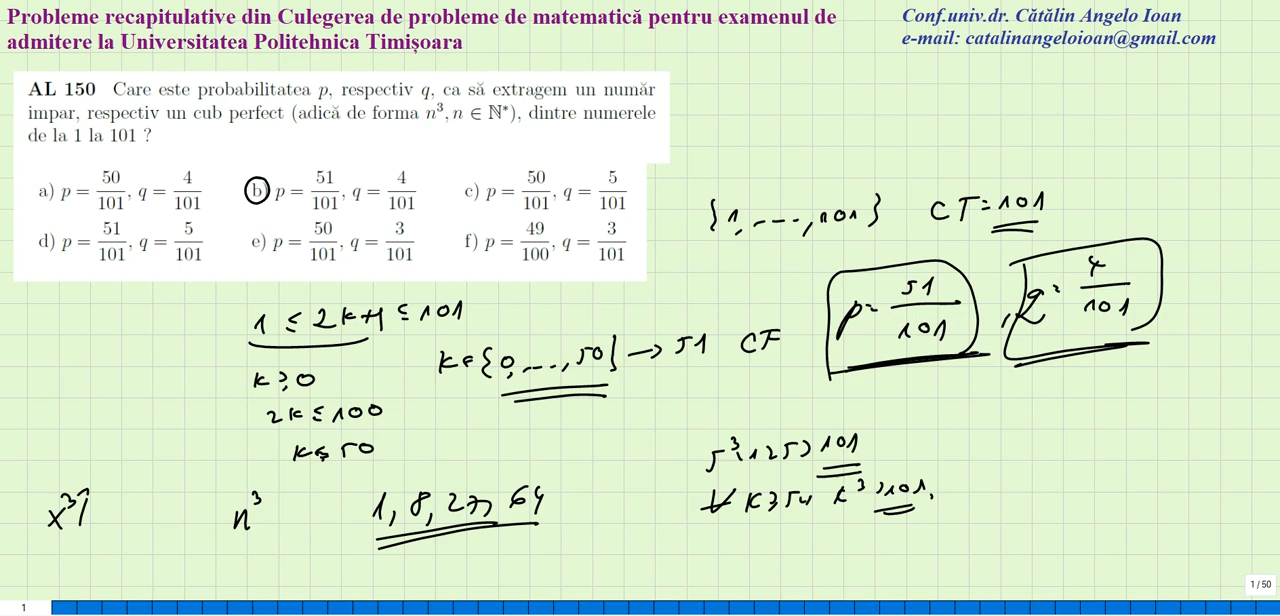 Probleme recapitulative din Culegerea de probleme de matematică pentru examenul de
admitere la Universitatea Politehnica Timișoara
Conf.univ.dr. Cătălin Angelo Ioan
e-mail: catalinangeloioan@gmail.com
AL 150 Care este probabilitatea p, respectiv q, ca să extragem un număr
impar, respectiv un cub perfect (adică de forma n³, n ∈ ℕ*), dintre numerele
de la 1 la 101 ?
a) p = 50/101, q = 4/101 b) p = 51/101, q = 4/101 c) p = 50/101, q = 5/101
d) p = 51/101, q = 5/101 e) p = 50/101, q = 3/101 f) p = 49/100, q = 3/101
{1, ..., 101} CT = 101
p = 51/101, q = 4/101
1 ≤ 2k+1 ≤ 101
k ∈ {0, ..., 50} → 51 CF
k ≥ 0
2k ≤ 100
k ≤ 50
5³ = 125 > 101
∀ k ≥ 5 k³ > 101.
x³↑ n³ 1, 8, 27, 64
1 / 50
1